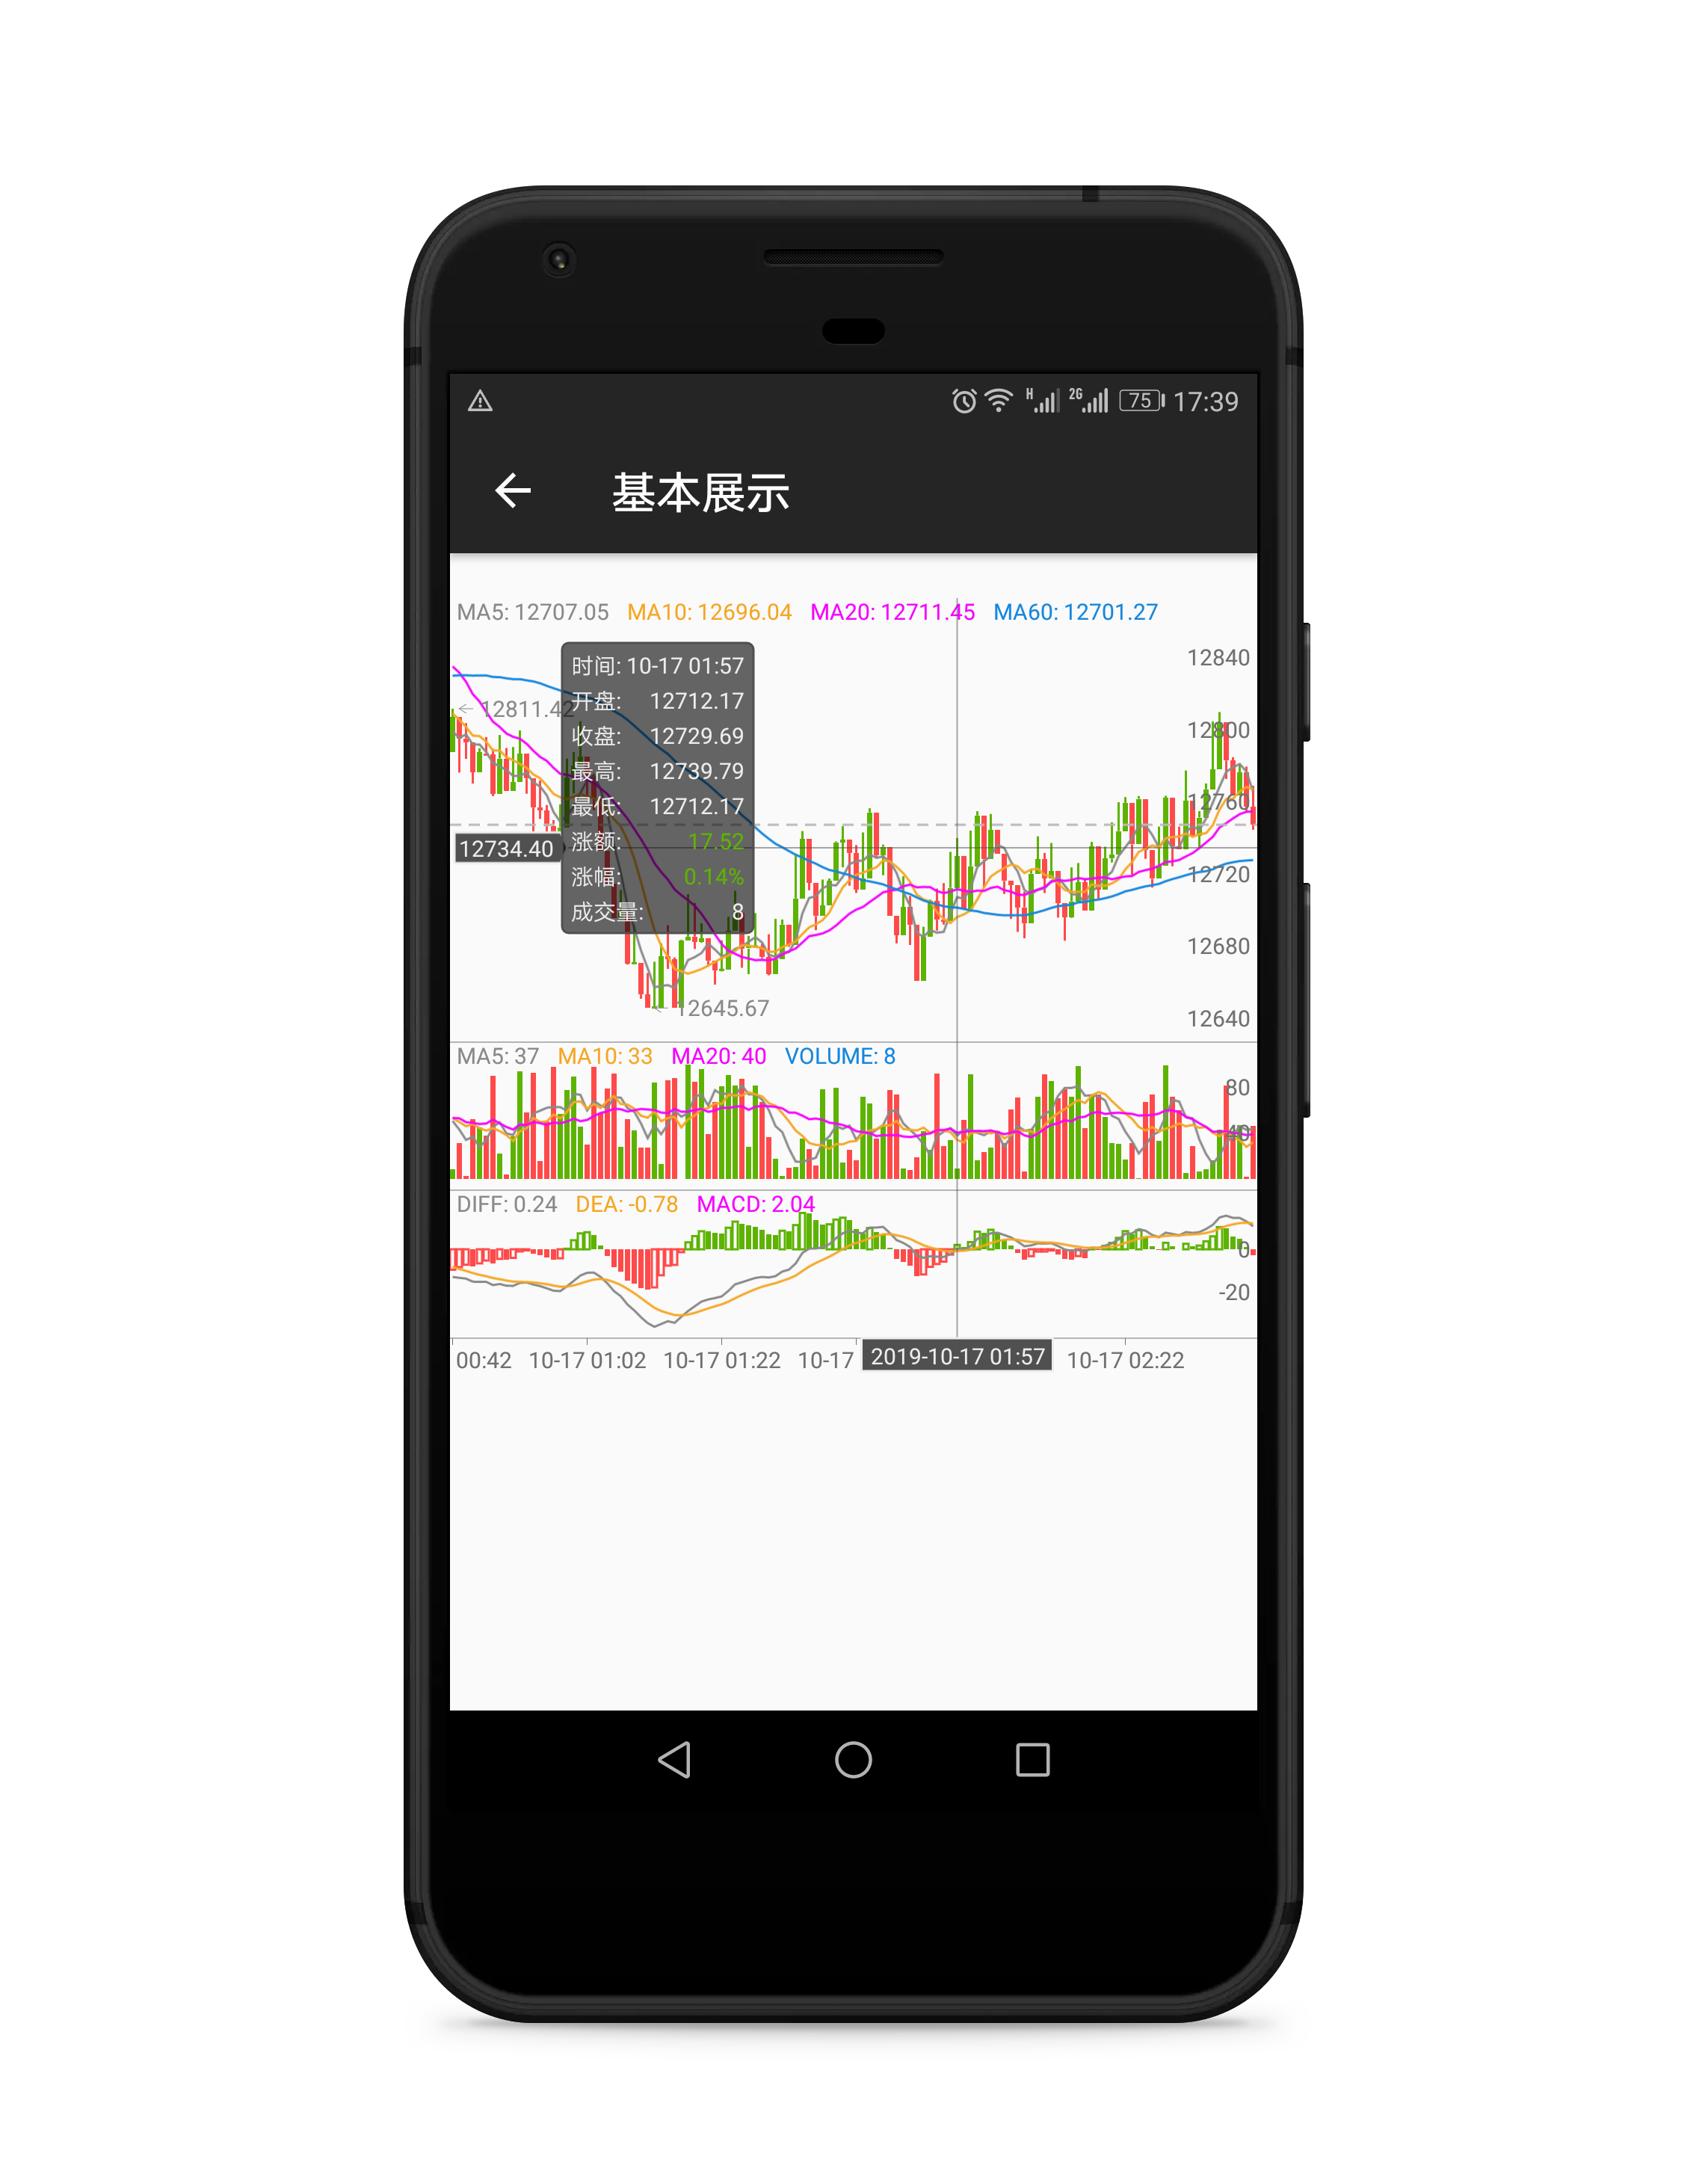 H 2G 75 17:39
基本展示
MA5: 12707.05 MA10: 12696.04 MA20: 12711.45 MA60: 12701.27
12840
时间: 10-17 01:57
开盘: 12712.17
12811.42
12800
收盘: 12729.69
最高: 12739.79
最低: 12712.17
12760
涨额: 17.52
12734.40
涨幅: 0.14%
12720
成交量: 8
12680
12645.67
12640
MA5: 37 MA10: 33 MA20: 40 VOLUME: 8
80
40
DIFF: 0.24 DEA: -0.78 MACD: 2.04
0
-20
00:42 10-17 01:02 10-17 01:22 10-17 2019-10-17 01:57 10-17 02:22